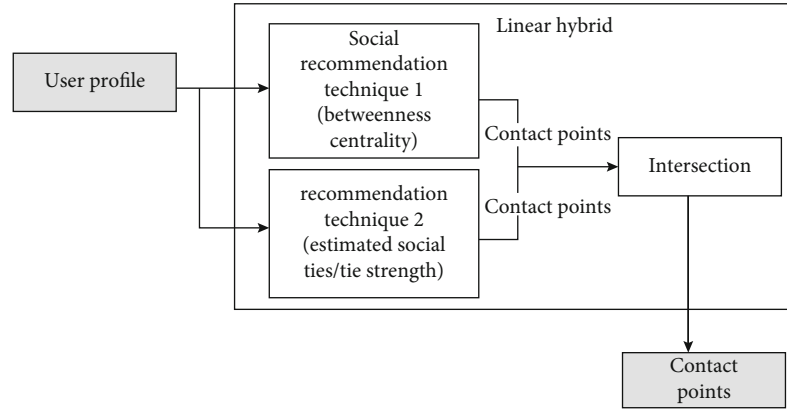 Linear hybrid
User profile
Social
recommendation
technique 1
(betweenness
centrality)
Contact points
Intersection
recommendation
technique 2
(estimated social
ties/tie strength)
Contact points
Contact
points